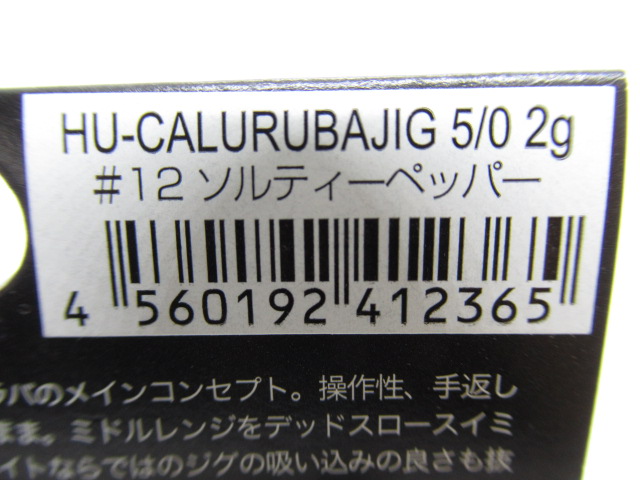 HU-CALURUBAJIG 5/0 2g
#12 ソルティーペッパー
4 560192 412365
ラバのメインコンセプト。操作性、手返し
まま。ミドルレンジをデッドスロースイミ
イトならではのジグの吸い込みの良さも抜